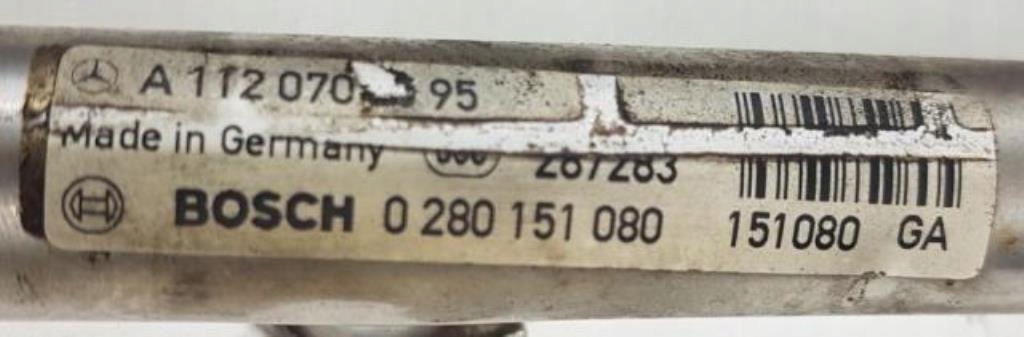 A 112 070 95
Made in Germany 287283
BOSCH 0 280 151 080 151080 GA